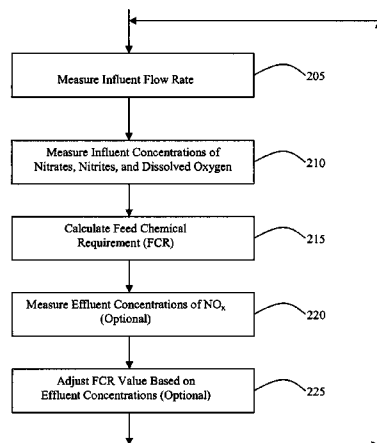 Measure Influent Flow Rate
205
Measure Influent Concentrations of
Nitrates, Nitrites, and Dissolved Oxygen
210
Calculate Feed Chemical
Requirement (FCR)
215
Measure Effluent Concentrations of NOₓ
(Optional)
220
Adjust FCR Value Based on
Effluent Concentrations (Optional)
225